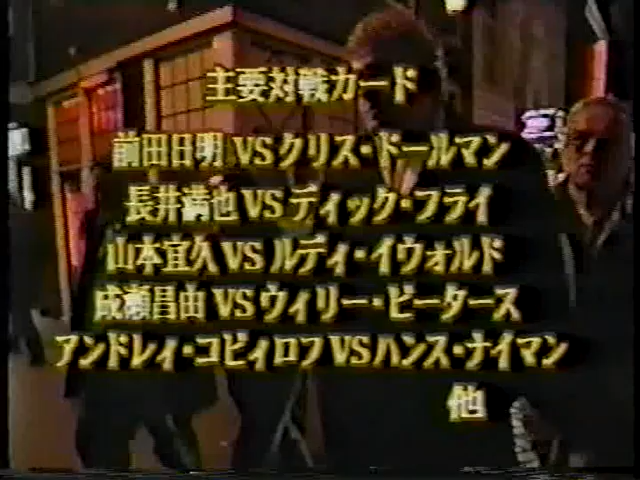 主要対戦カード
前田日明 VS クリス・ドールマン
長井満也 VS ディック・フライ
山本宜久 VS ルディ・イウォルド
成瀬昌由 VS ウィリー・ピータース
アンドレィ・コピィロフ VS ハンス・ナイマン
他